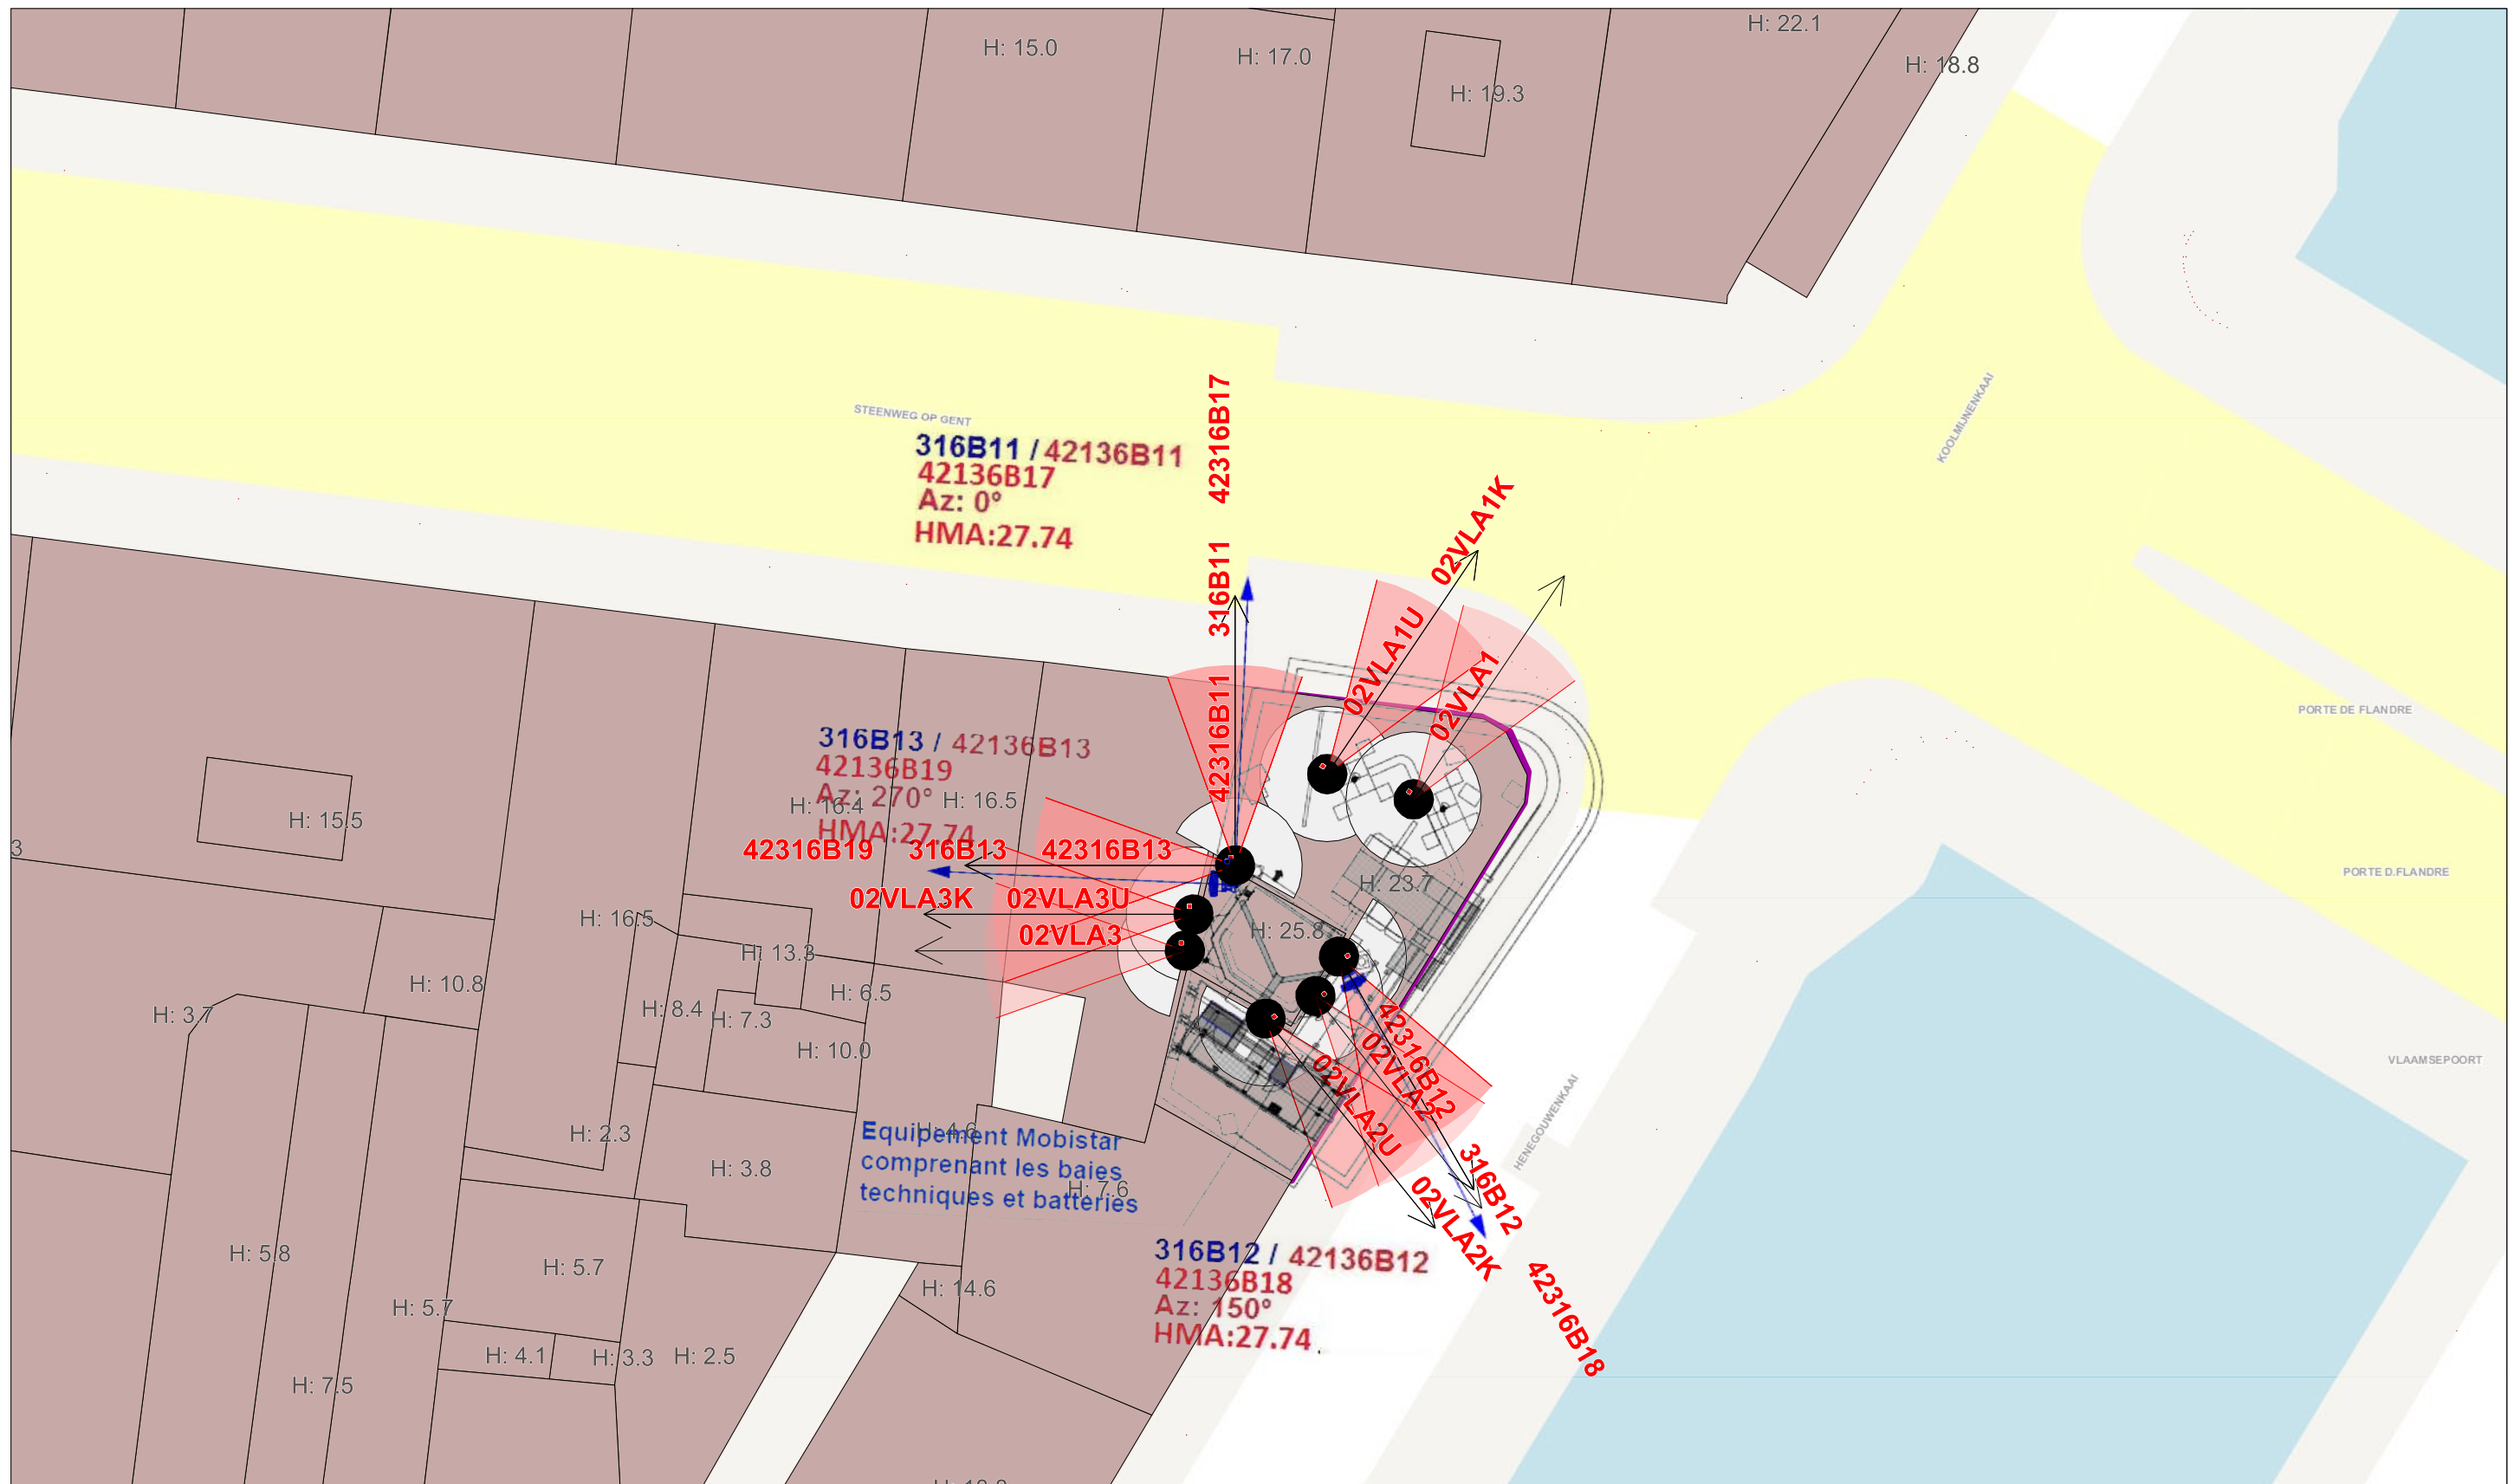 H: 22.1
H: 15.0
H: 17.0
H: 18.8
H: 19.3
STEENWEG OP GENT
KOOLMIJNENKAAI
316B11 / 42136B11
42136B17
Az: 0°
HMA:27.74
42316B17
316B11
42316B11
02VLA1K
02VLA1U
02VLA1
PORTE DE FLANDRE
316B13 / 42136B13
42136B19
Az: 270°
HMA:27.74
H: 16.4
H: 16.5
H: 15.5
3
42316B19
316B13
42316B13
PORTE D.FLANDRE
H: 23.7
02VLA3K
02VLA3U
H: 16.5
02VLA3
H: 25.8
H: 13.3
H: 10.8
H: 6.5
H: 3.7
H: 8.4
H: 7.3
H: 10.0
42316B12
02VLA2
02VLA2U
VLAAMSEPOORT
HENEGOUWENKAAI
H: 2.3
H: 4.6
Equipement Mobistar
comprenant les baies
techniques et batteries
H: 3.8
H: 7.6
316B12
02VLA2K
42316B18
316B12 / 42136B12
42136B18
Az: 150°
HMA:27.74
H: 5.8
H: 5.7
H: 14.6
H: 5.7
H: 4.1
H: 3.3
H: 2.5
H: 7.5